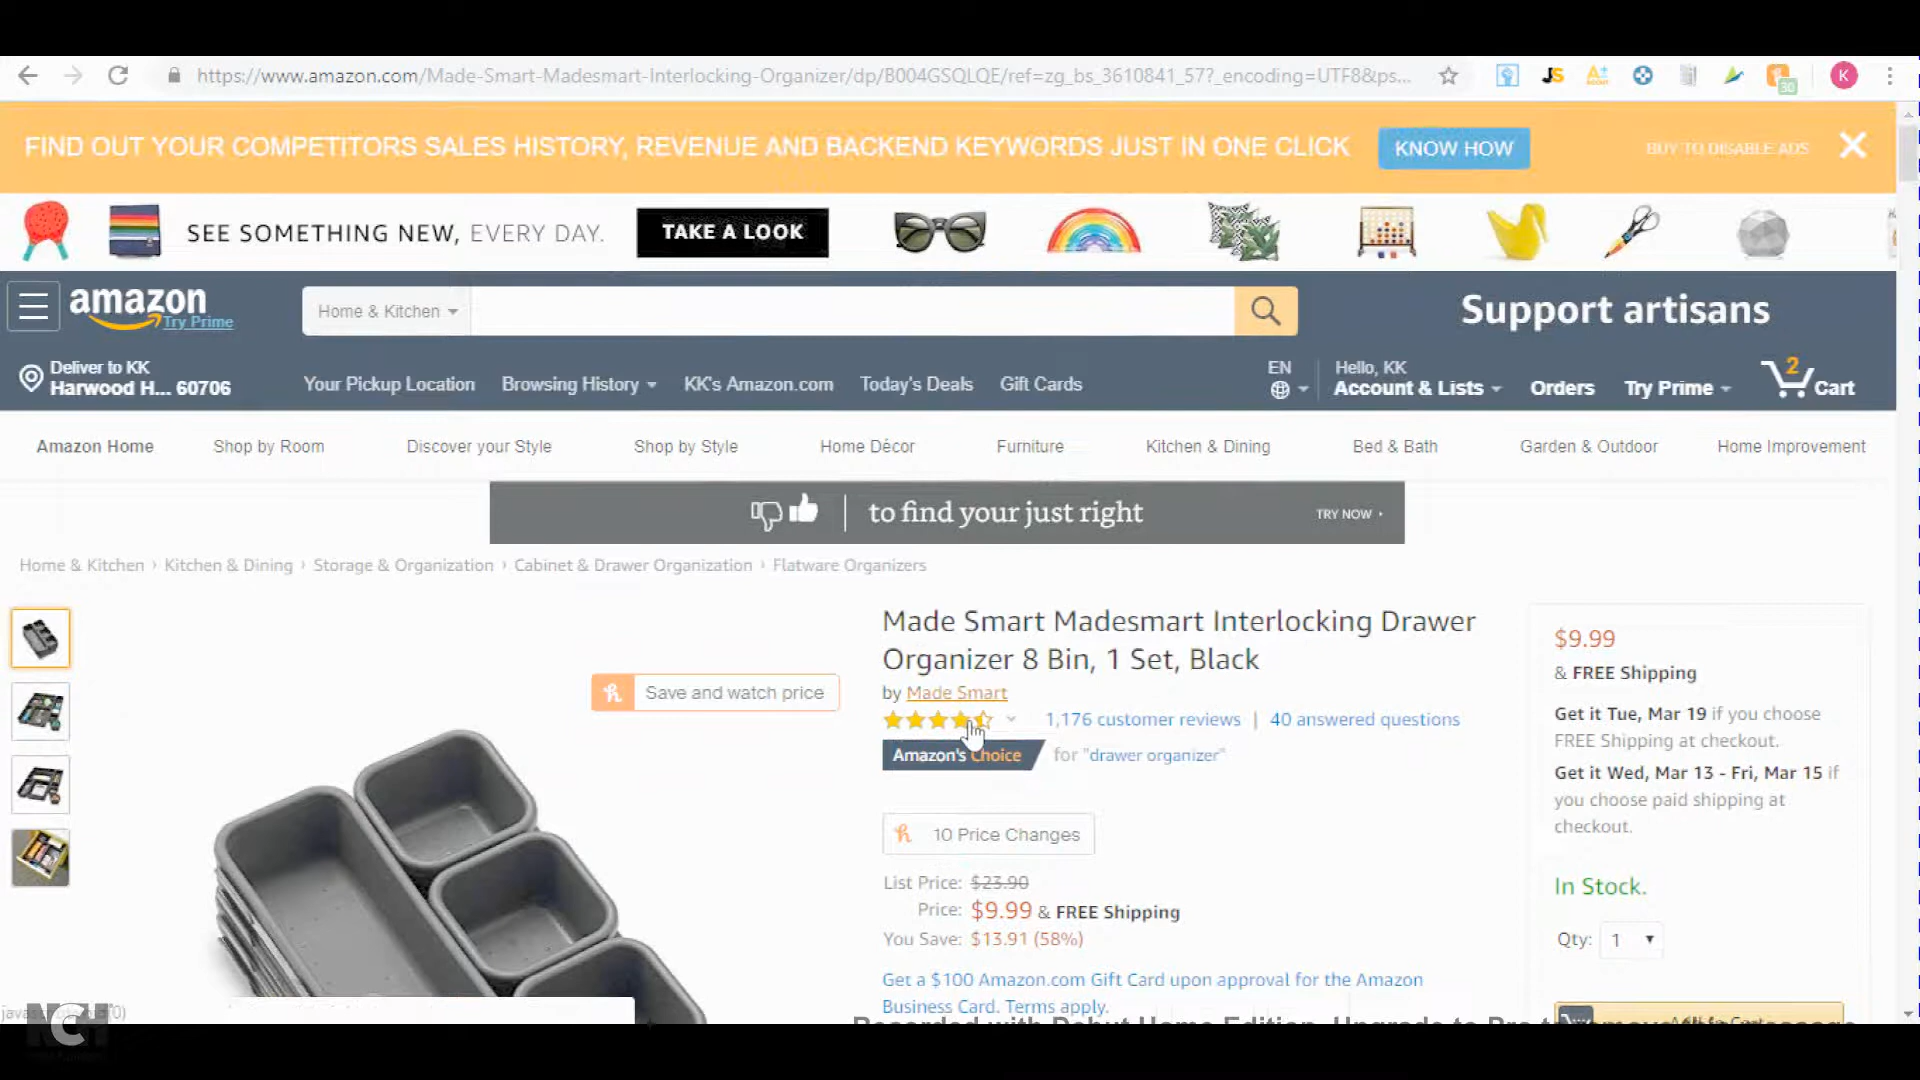 https://www.amazon.com/Made-Smart-Madesmart-Interlocking-Organizer/dp/B004GSQLQE/ref=zg_bs_3610841_57?_encoding=UTF8&ps...
JS
30
K
FIND OUT YOUR COMPETITORS SALES HISTORY, REVENUE AND BACKEND KEYWORDS JUST IN ONE CLICK
KNOW HOW
BUY TO DISABLE ADS
SEE SOMETHING NEW, EVERY DAY.
TAKE A LOOK
amazon
Try Prime
Home & Kitchen
Support artisans
Deliver to KK
Harwood H... 60706
Your Pickup Location
Browsing History
KK's Amazon.com
Today's Deals
Gift Cards
EN
Hello, KK
Account & Lists
Orders
Try Prime
2
Cart
Amazon Home
Shop by Room
Discover your Style
Shop by Style
Home Décor
Furniture
Kitchen & Dining
Bed & Bath
Garden & Outdoor
Home Improvement
to find your just right
TRY NOW
Home & Kitchen › Kitchen & Dining › Storage & Organization › Cabinet & Drawer Organization › Flatware Organizers
Save and watch price
Made Smart Madesmart Interlocking Drawer
Organizer 8 Bin, 1 Set, Black
by Made Smart
1,176 customer reviews | 40 answered questions
Amazon's Choice for "drawer organizer"
10 Price Changes
List Price: $23.90
Price: $9.99 & FREE Shipping
You Save: $13.91 (58%)
Get a $100 Amazon.com Gift Card upon approval for the Amazon
Business Card. Terms apply.
$9.99
& FREE Shipping
Get it Tue, Mar 19 if you choose
FREE Shipping at checkout.
Get it Wed, Mar 13 - Fri, Mar 15 if
you choose paid shipping at
checkout.
In Stock.
Qty: 1
NCH